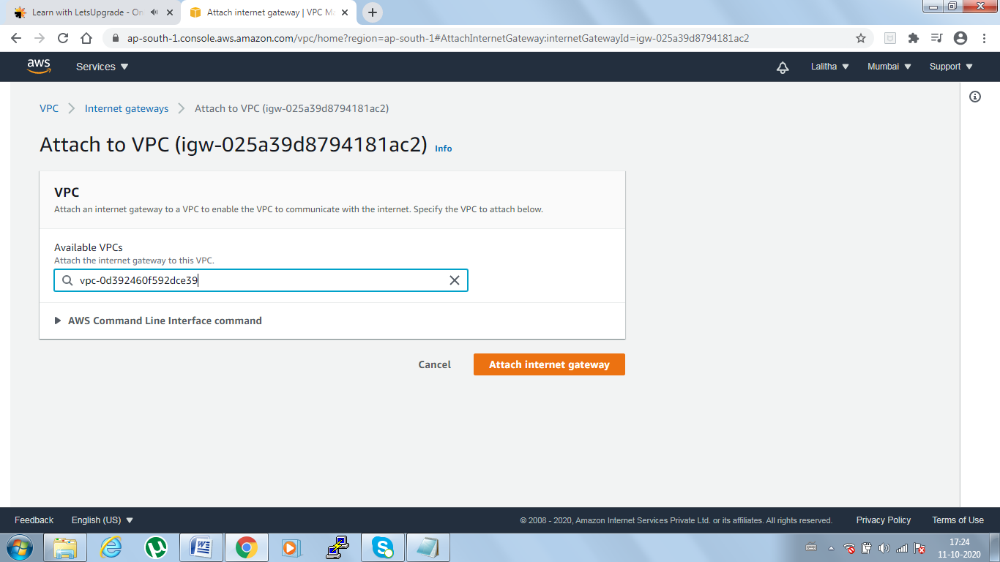 Learn with LetsUpgrade - On
Attach internet gateway | VPC Ma
ap-south-1.console.aws.amazon.com/vpc/home?region=ap-south-1#AttachInternetGateway:internetGatewayId=igw-025a39d8794181ac2
aws
Services
Lalitha
Mumbai
Support
VPC
Internet gateways
Attach to VPC (igw-025a39d8794181ac2)
Attach to VPC (igw-025a39d8794181ac2) Info
VPC
Attach an internet gateway to a VPC to enable the VPC to communicate with the internet. Specify the VPC to attach below.
Available VPCs
Attach the internet gateway to this VPC.
vpc-0d392460f592dce39
AWS Command Line Interface command
Cancel
Attach internet gateway
Feedback
English (US)
© 2008 - 2020, Amazon Internet Services Private Ltd. or its affiliates. All rights reserved.
Privacy Policy
Terms of Use
17:24
11-10-2020